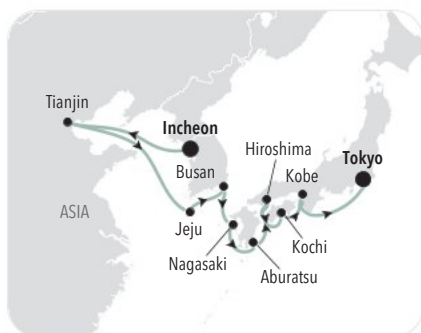 Tianjin
Incheon
Hiroshima
Busan
Kobe
Tokyo
ASIA
Jeju
Kochi
Nagasaki
Aburatsu